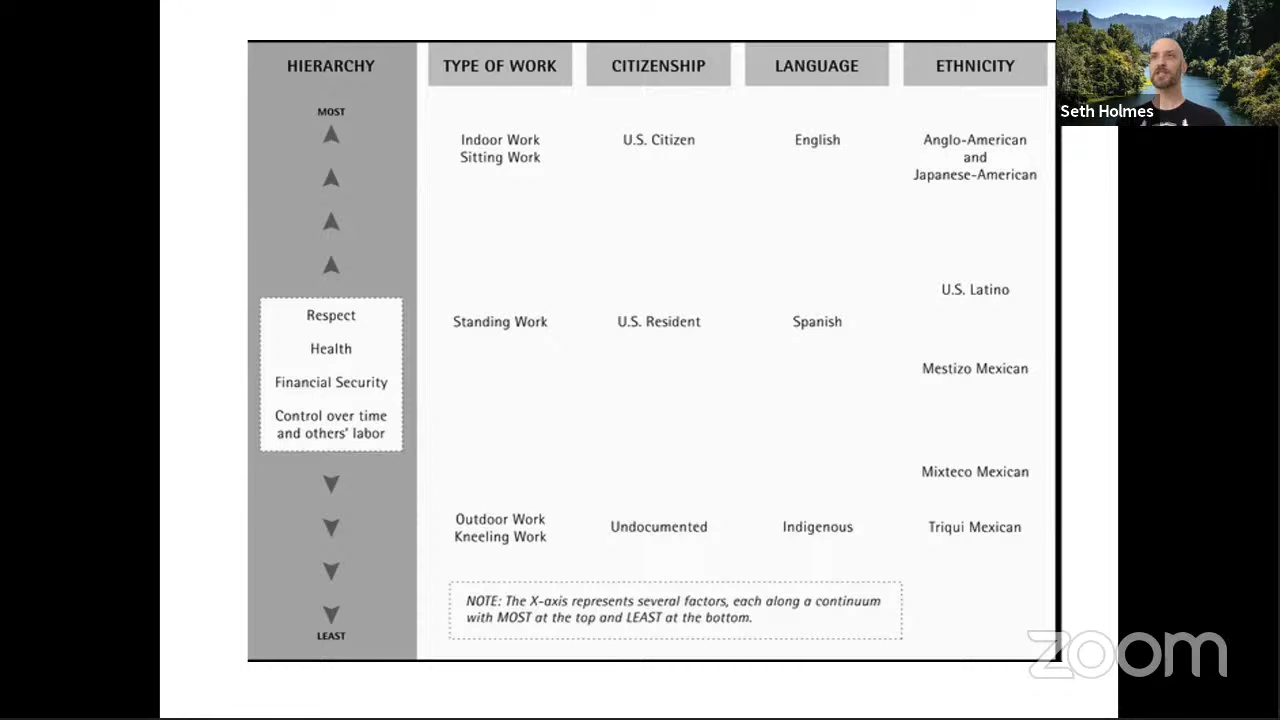 HIERARCHY
TYPE OF WORK
CITIZENSHIP
LANGUAGE
ETHNICITY
Seth Holmes
MOST
Indoor Work
Sitting Work
U.S. Citizen
English
Anglo-American
and
Japanese-American
U.S. Latino
Respect
Health
Financial Security
Control over time
and others' labor
Standing Work
U.S. Resident
Spanish
Mestizo Mexican
Mixteco Mexican
Outdoor Work
Kneeling Work
Undocumented
Indigenous
Triqui Mexican
NOTE: The X-axis represents several factors, each along a continuum
with MOST at the top and LEAST at the bottom.
LEAST
zoom